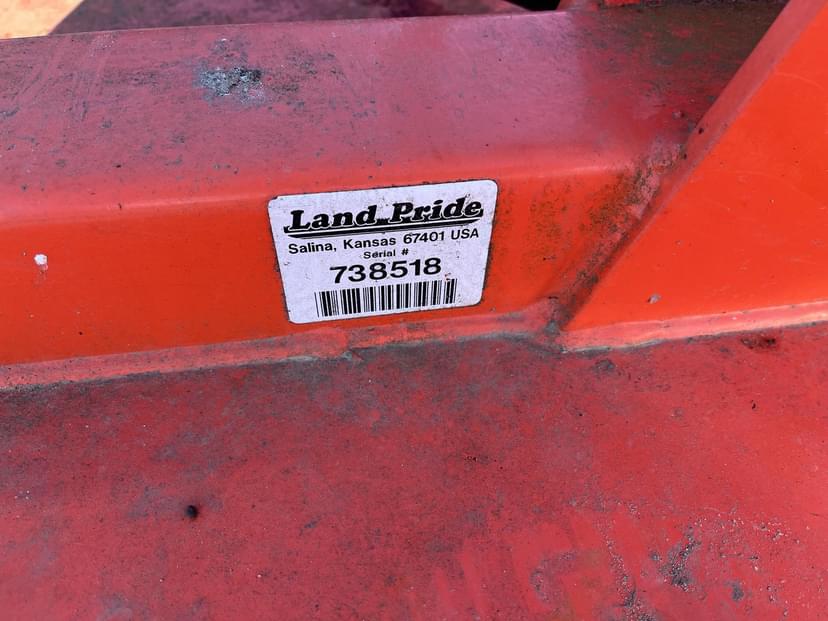 Land Pride
Salina, Kansas 67401 USA
Serial #
738518